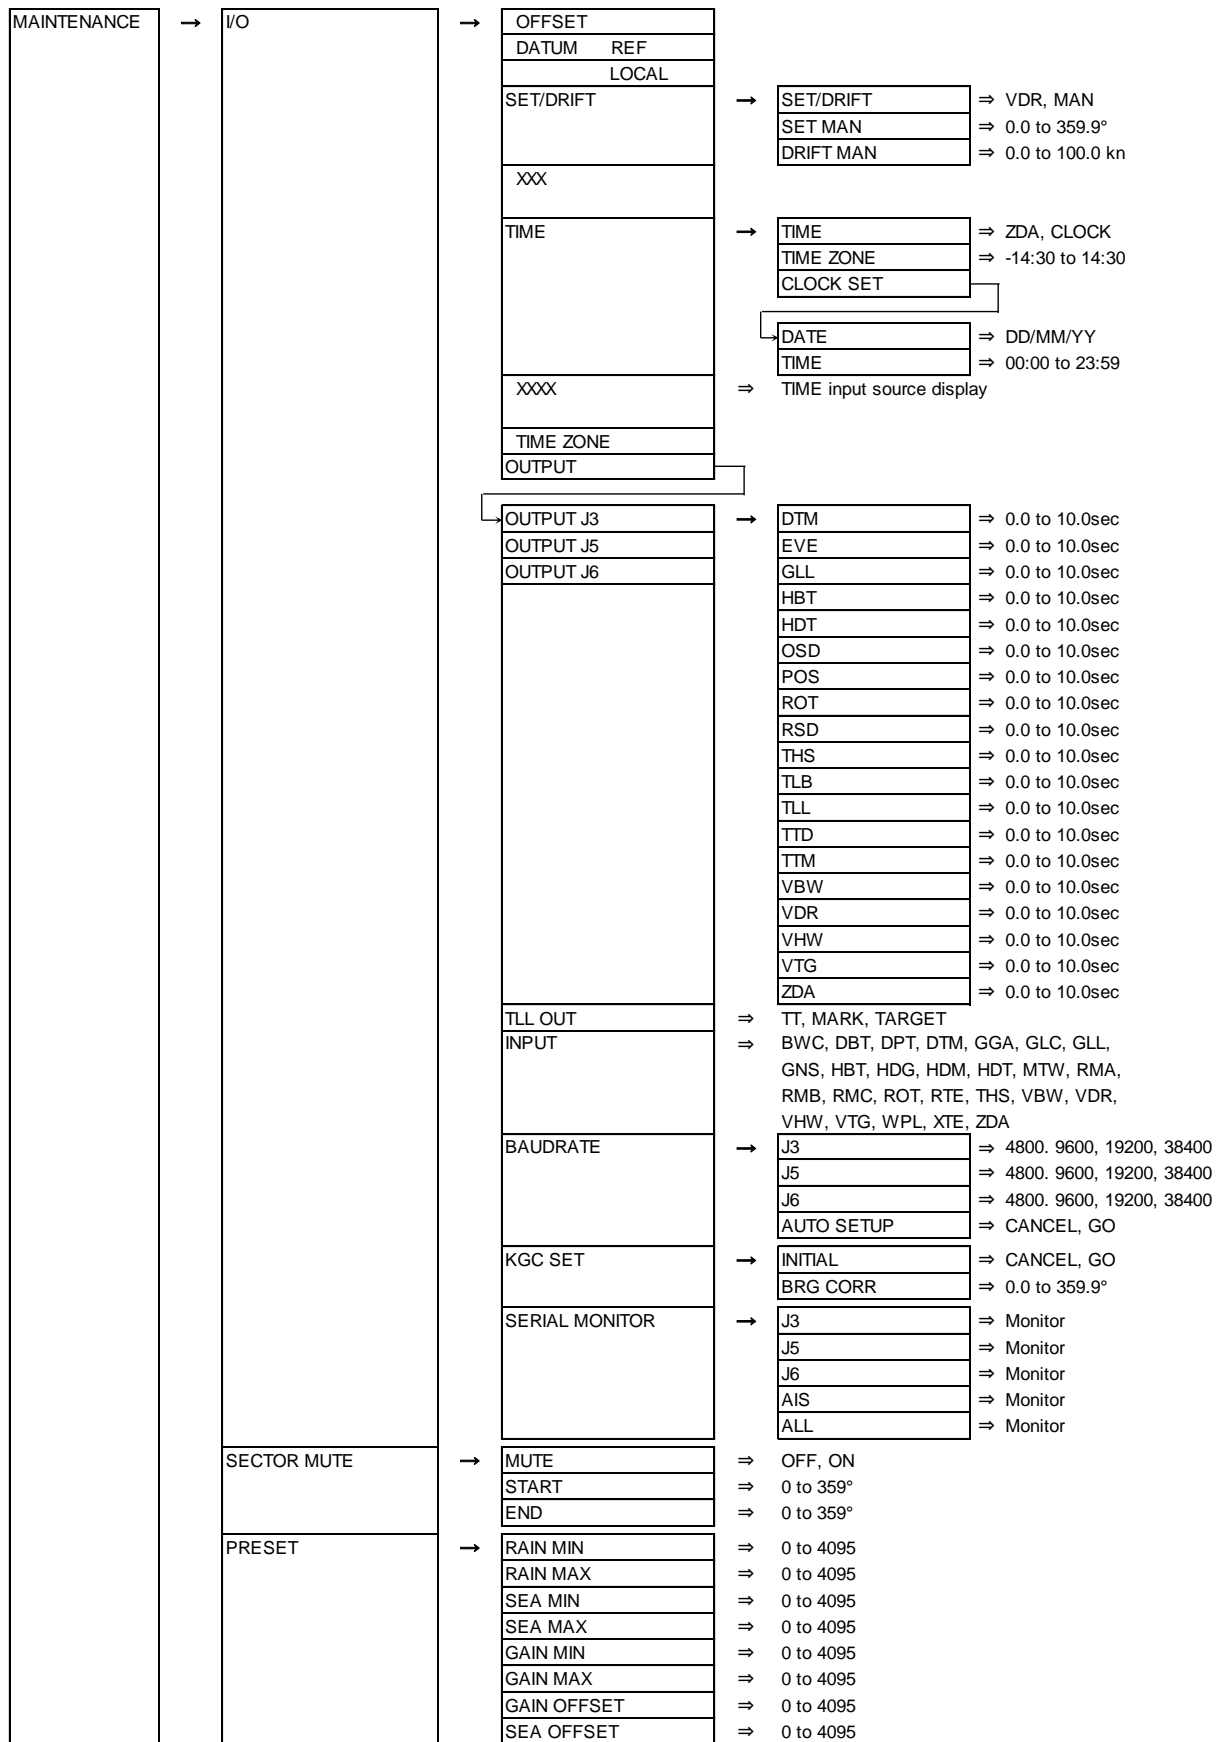 MAINTENANCE → I/O → OFFSET
DATUM REF
LOCAL
SET/DRIFT → SET/DRIFT ⇒ VDR, MAN
SET MAN ⇒ 0.0 to 359.9°
DRIFT MAN ⇒ 0.0 to 100.0 kn
XXX
TIME → TIME ⇒ ZDA, CLOCK
TIME ZONE ⇒ -14:30 to 14:30
CLOCK SET
DATE ⇒ DD/MM/YY
TIME ⇒ 00:00 to 23:59
XXXX ⇒ TIME input source display
TIME ZONE
OUTPUT
OUTPUT J3 → DTM ⇒ 0.0 to 10.0sec
OUTPUT J5 EVE ⇒ 0.0 to 10.0sec
OUTPUT J6 GLL ⇒ 0.0 to 10.0sec
HBT ⇒ 0.0 to 10.0sec
HDT ⇒ 0.0 to 10.0sec
OSD ⇒ 0.0 to 10.0sec
POS ⇒ 0.0 to 10.0sec
ROT ⇒ 0.0 to 10.0sec
RSD ⇒ 0.0 to 10.0sec
THS ⇒ 0.0 to 10.0sec
TLB ⇒ 0.0 to 10.0sec
TLL ⇒ 0.0 to 10.0sec
TTD ⇒ 0.0 to 10.0sec
TTM ⇒ 0.0 to 10.0sec
VBW ⇒ 0.0 to 10.0sec
VDR ⇒ 0.0 to 10.0sec
VHW ⇒ 0.0 to 10.0sec
VTG ⇒ 0.0 to 10.0sec
ZDA ⇒ 0.0 to 10.0sec
TLL OUT ⇒ TT, MARK, TARGET
INPUT ⇒ BWC, DBT, DPT, DTM, GGA, GLC, GLL,
GNS, HBT, HDG, HDM, HDT, MTW, RMA,
RMB, RMC, ROT, RTE, THS, VBW, VDR,
VHW, VTG, WPL, XTE, ZDA
BAUDRATE → J3 ⇒ 4800. 9600, 19200, 38400
J5 ⇒ 4800. 9600, 19200, 38400
J6 ⇒ 4800. 9600, 19200, 38400
AUTO SETUP ⇒ CANCEL, GO
KGC SET → INITIAL ⇒ CANCEL, GO
BRG CORR ⇒ 0.0 to 359.9°
SERIAL MONITOR → J3 ⇒ Monitor
J5 ⇒ Monitor
J6 ⇒ Monitor
AIS ⇒ Monitor
ALL ⇒ Monitor
SECTOR MUTE → MUTE ⇒ OFF, ON
START ⇒ 0 to 359°
END ⇒ 0 to 359°
PRESET → RAIN MIN ⇒ 0 to 4095
RAIN MAX ⇒ 0 to 4095
SEA MIN ⇒ 0 to 4095
SEA MAX ⇒ 0 to 4095
GAIN MIN ⇒ 0 to 4095
GAIN MAX ⇒ 0 to 4095
GAIN OFFSET ⇒ 0 to 4095
SEA OFFSET ⇒ 0 to 4095